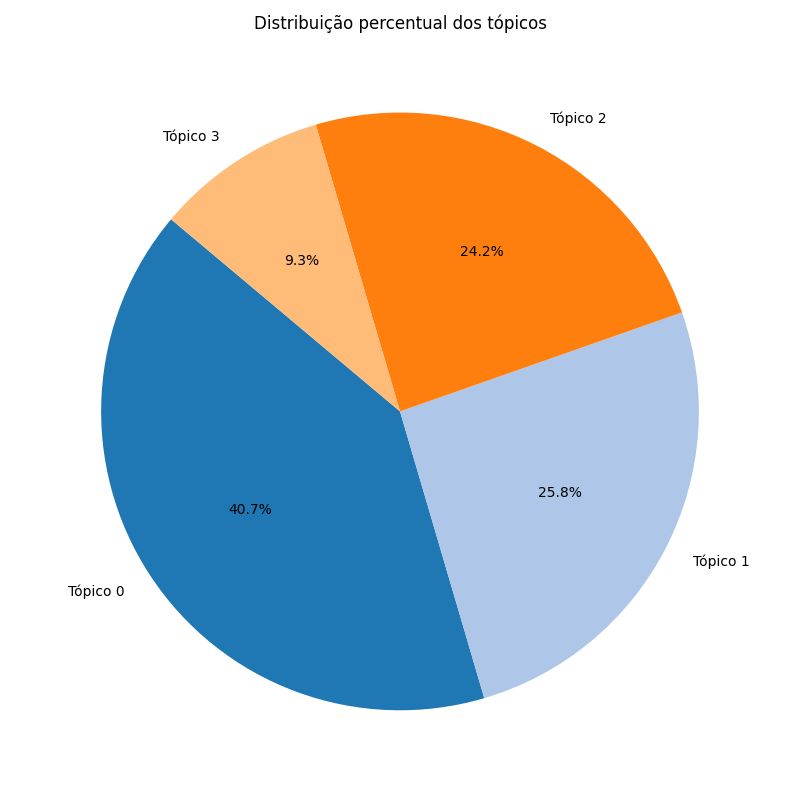 Distribuição percentual dos tópicos
Tópico 2
Tópico 3
24.2%
9.3%
25.8%
40.7%
Tópico 1
Tópico 0